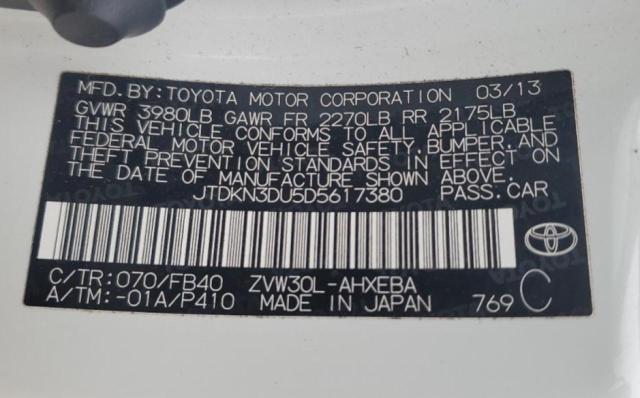 MFD. BY: TOYOTA MOTOR CORPORATION 03/13
GVWR 3980LB GAWR FR 2270LB RR 2175LB
THIS VEHICLE CONFORMS TO ALL APPLICABLE
FEDERAL MOTOR VEHICLE SAFETY, BUMPER, AND
THEFT PREVENTION STANDARDS IN EFFECT ON
THE DATE OF MANUFACTURE SHOWN ABOVE.
JTDKN3DU5D5617380 PASS. CAR
C/TR: 070/FB40 ZVW30L-AHXEBA
A/TM: -01A/P410 MADE IN JAPAN 769 C